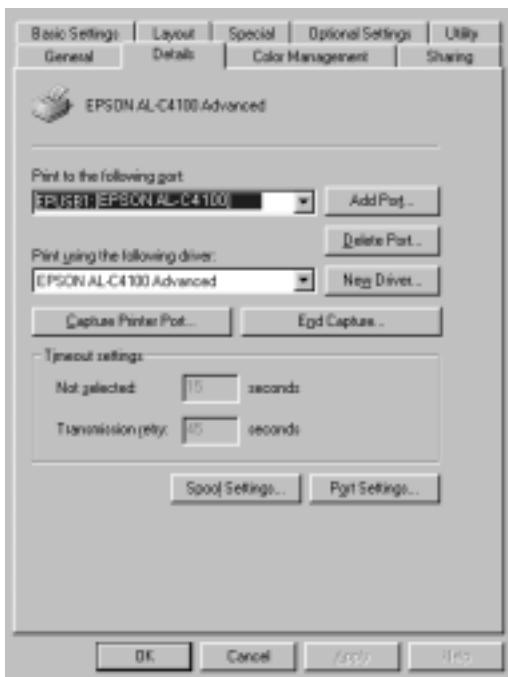 Basic Settings Layout Special Optional Settings Utility
General Details Color Management Sharing
EPSON AL-C4100 Advanced
Print to the following port:
EPUSB1: [EPSON AL-C4100]
Add Port...
Delete Port...
Print using the following driver:
EPSON AL-C4100 Advanced
New Driver...
Capture Printer Port... End Capture...
Timeout settings
Not selected: 15 seconds
Transmission retry: 45 seconds
Spool Settings... Port Settings...
OK Cancel Apply Help